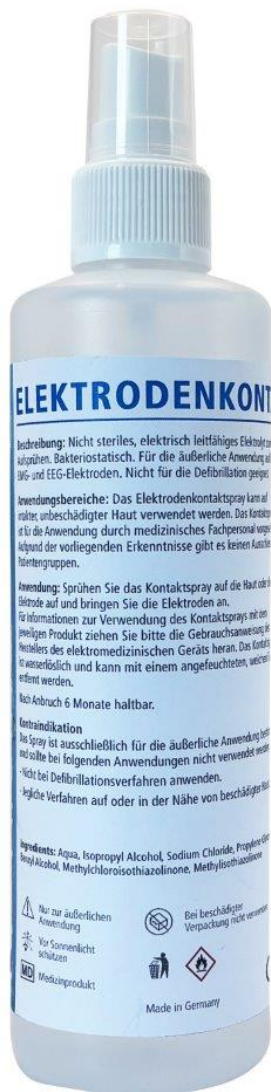 ELEKTRODENKONT
Beschreibung: Nicht steriles, elektrisch leitfähiges Elektrolyt zum
Aufsprühen. Bakteriostatisch. Für die äußerliche Anwendung auf
EMG- und EEG-Elektroden. Nicht für die Defibrillation geeignet.
Anwendungsbereiche: Das Elektrodenkontaktspray kann auf
intakter, unbeschädigter Haut verwendet werden. Das Kontaktspray
ist für die Anwendung durch medizinisches Fachpersonal
Aufgrund der vorliegenden Erkenntnisse gibt es keinen
Patientengruppen.
Anwendung: Sprühen Sie das Kontaktspray auf die Haut oder
Elektrode auf und bringen Sie die Elektroden an.
Für Informationen zur Verwendung des Kontaktsprays mit dem
jeweiligen Produkt ziehen Sie bitte die Gebrauchsanweisung des
Herstellers des elektromedizinischen Geräts heran. Das
ist wasserlöslich und kann mit einem angefeuchteten, weichen
entfernt werden.
Nach Anbruch 6 Monate haltbar.
Kontraindikation
Das Spray ist ausschließlich für die äußerliche Anwendung
und sollte bei folgenden Anwendungen nicht verwendet
- Nicht bei Defibrillationsverfahren anwenden.
- Jegliche Verfahren auf oder in der Nähe von beschädigter
Ingredients: Aqua, Isopropyl Alcohol, Sodium Chloride, Propylene
Benzyl Alcohol, Methylchloroisothiazolinone, Methylisothiazolinone
Nur zur äußerlichen
Anwendung
Bei beschädigter
Verpackung nicht verwenden
Vor Sonnenlicht
schützen
MD Medizinprodukt
Made in Germany